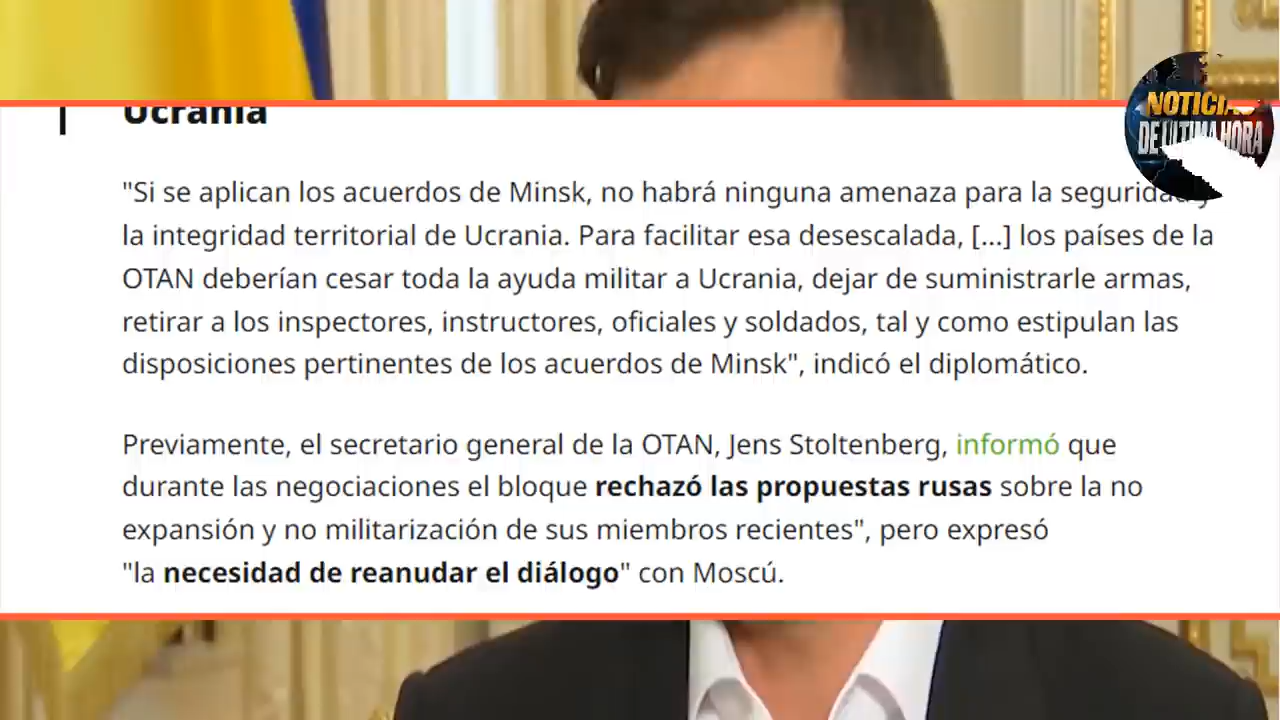 Ucrania
NOTICIAS
DE ULTIMA HORA
"Si se aplican los acuerdos de Minsk, no habrá ninguna amenaza para la seguridad y
la integridad territorial de Ucrania. Para facilitar esa desescalada, [...] los países de la
OTAN deberían cesar toda la ayuda militar a Ucrania, dejar de suministrarle armas,
retirar a los inspectores, instructores, oficiales y soldados, tal y como estipulan las
disposiciones pertinentes de los acuerdos de Minsk", indicó el diplomático.
Previamente, el secretario general de la OTAN, Jens Stoltenberg, informó que
durante las negociaciones el bloque rechazó las propuestas rusas sobre la no
expansión y no militarización de sus miembros recientes", pero expresó
"la necesidad de reanudar el diálogo" con Moscú.